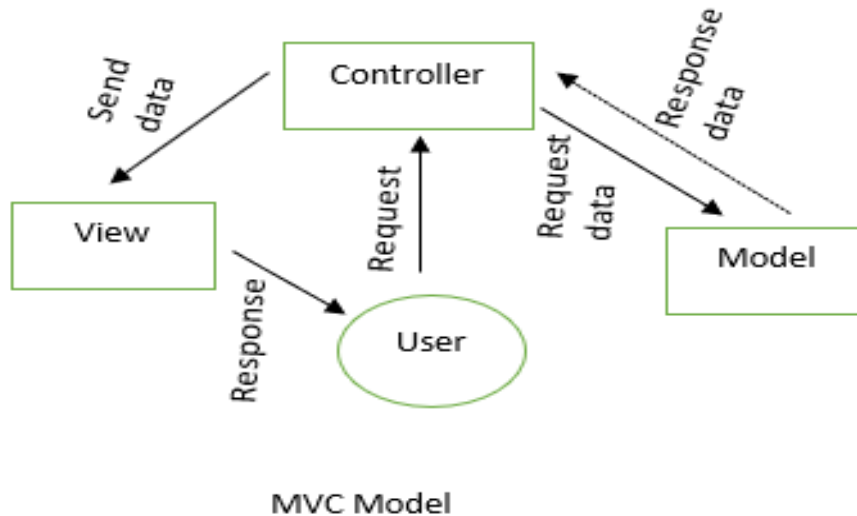 Controller
Send
data
Response
data
Request
Request
data
View
Model
Response
User
MVC Model